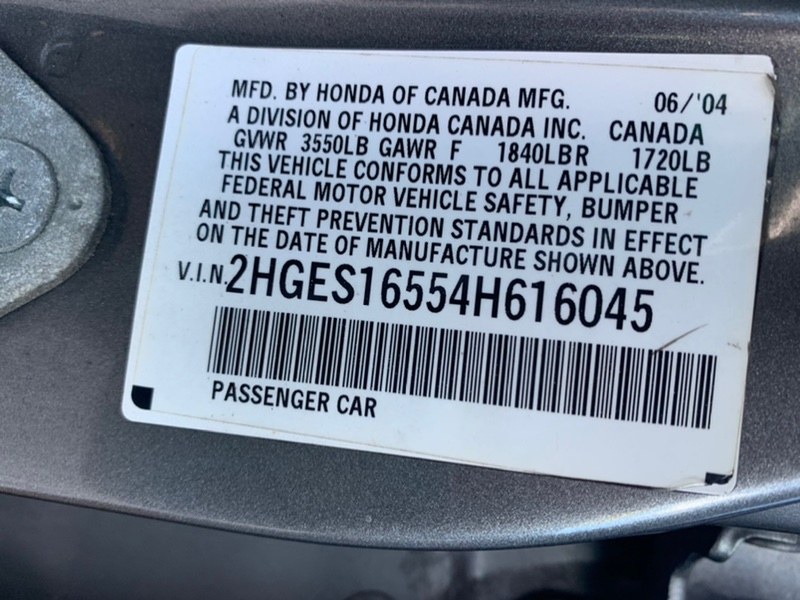 MFD. BY HONDA OF CANADA MFG. 06/'04
A DIVISION OF HONDA CANADA INC. CANADA
GVWR 3550LB GAWR F 1840LBR 1720LB
THIS VEHICLE CONFORMS TO ALL APPLICABLE
FEDERAL MOTOR VEHICLE SAFETY, BUMPER
AND THEFT PREVENTION STANDARDS IN EFFECT
ON THE DATE OF MANUFACTURE SHOWN ABOVE.
V.I.N. 2HGES16554H616045
PASSENGER CAR